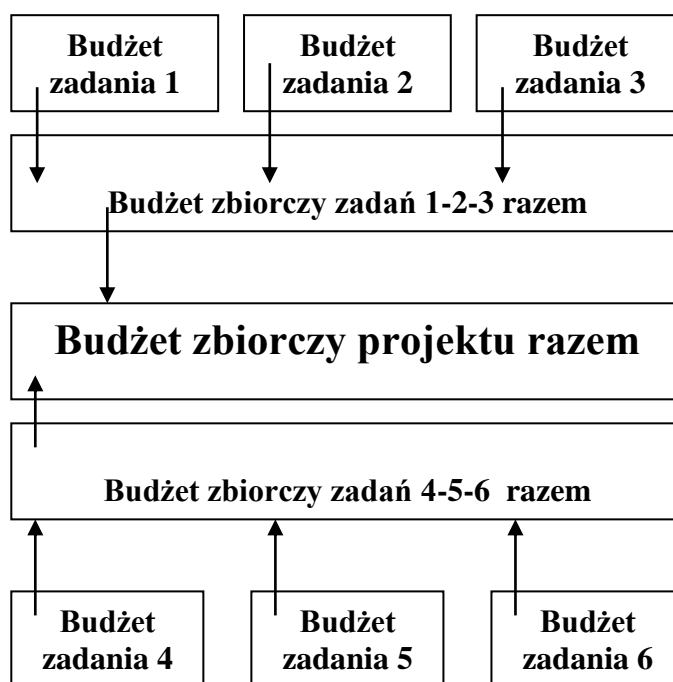 Budżet
zadania 1
Budżet
zadania 2
Budżet
zadania 3
Budżet zbiorczy zadań 1-2-3 razem
Budżet zbiorczy projektu razem
Budżet zbiorczy zadań 4-5-6  razem
Budżet
zadania 4
Budżet
zadania 5
Budżet
zadania 6